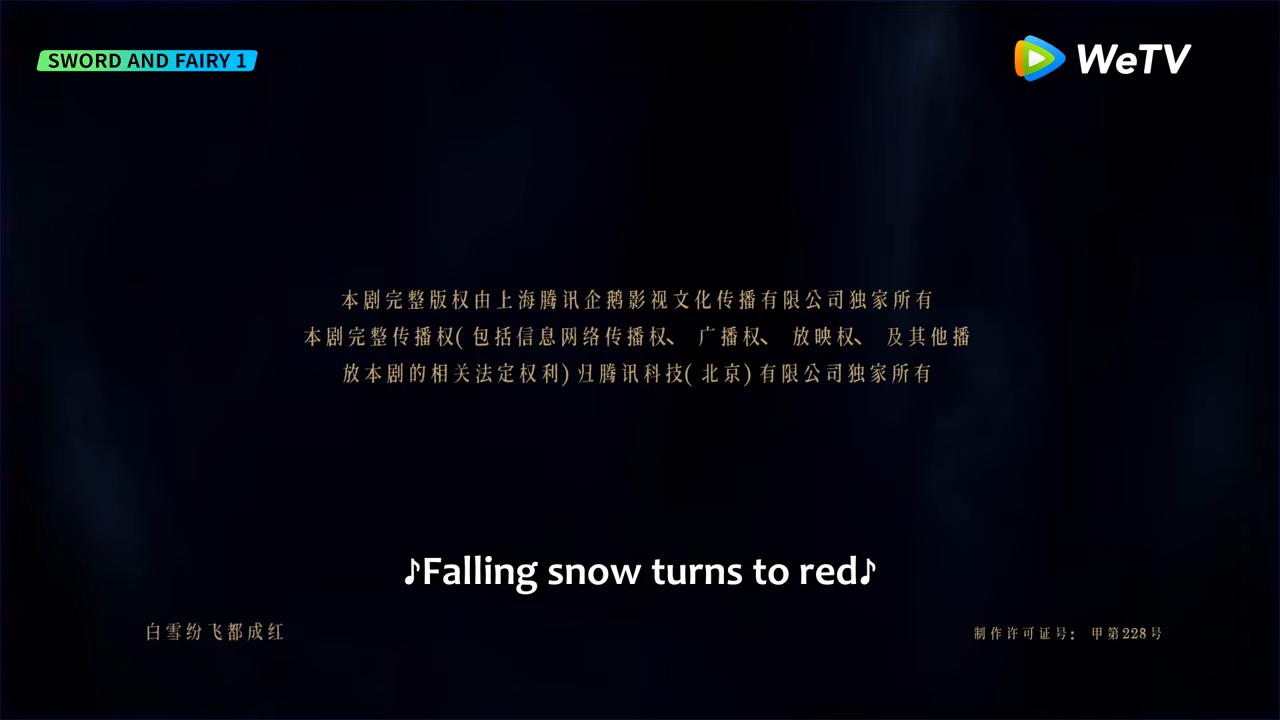 SWORD AND FAIRY 1
WeTV
本剧完整版权由上海腾讯企鹅影视文化传播有限公司独家所有
本剧完整传播权(包括信息网络传播权、广播权、放映权、及其他播
放本剧的相关法定权利)归腾讯科技(北京)有限公司独家所有
♪Falling snow turns to red♪
白雪纷飞都成红
制作许可证号：甲第228号